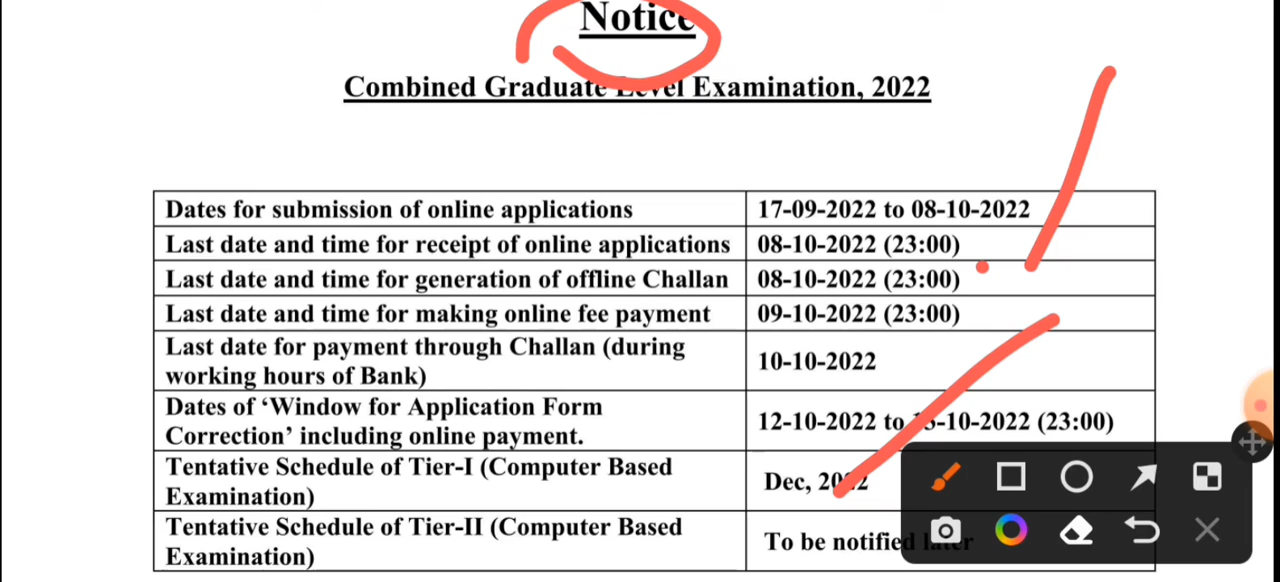 Notice
Combined Graduate Level Examination, 2022
Dates for submission of online applications 17-09-2022 to 08-10-2022
Last date and time for receipt of online applications 08-10-2022 (23:00)
Last date and time for generation of offline Challan 08-10-2022 (23:00)
Last date and time for making online fee payment 09-10-2022 (23:00)
Last date for payment through Challan (during
working hours of Bank) 10-10-2022
Dates of ‘Window for Application Form
Correction’ including online payment. 12-10-2022 to -10-2022 (23:00)
Tentative Schedule of Tier-I (Computer Based
Examination) Dec, 2022
Tentative Schedule of Tier-II (Computer Based
Examination) To be notified later